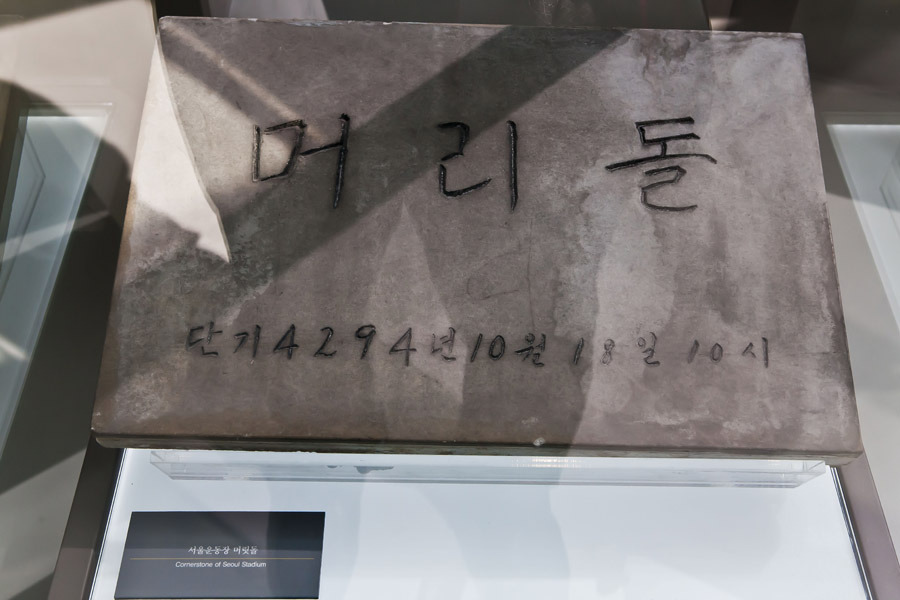 머리돌
단기4294년10월 18일 10시
서울운동장 머릿돌
Cornerstone of Seoul Stadium